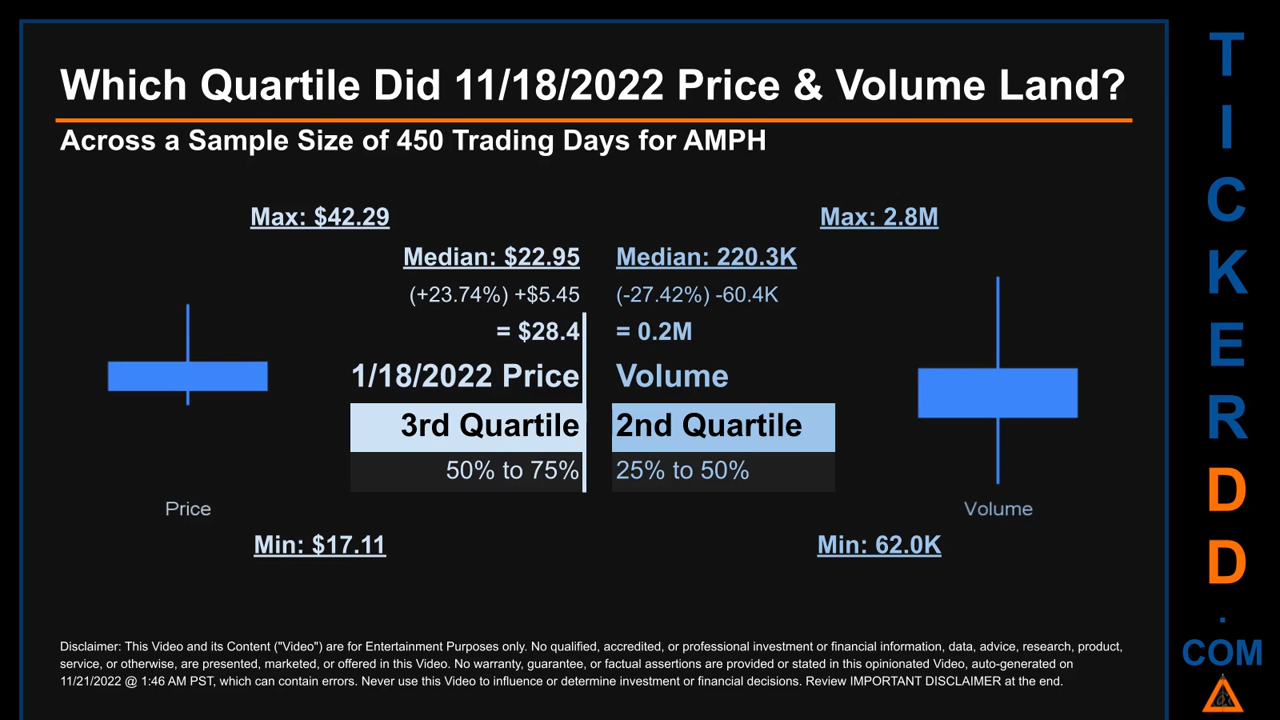 Which Quartile Did 11/18/2022 Price & Volume Land?
Across a Sample Size of 450 Trading Days for AMPH
Max: $42.29
Max: 2.8M
Median: $22.95
Median: 220.3K
(+23.74%) +$5.45
(-27.42%) -60.4K
= $28.4
= 0.2M
1/18/2022 Price
Volume
3rd Quartile
2nd Quartile
50% to 75%
25% to 50%
Price
Volume
Min: $17.11
Min: 62.0K
Disclaimer: This Video and its Content ("Video") are for Entertainment Purposes only. No qualified, accredited, or professional investment or financial information, data, advice, research, product,
service, or otherwise, are presented, marketed, or offered in this Video. No warranty, guarantee, or factual assertions are provided or stated in this opinionated Video, auto-generated on
11/21/2022 @ 1:46 AM PST, which can contain errors. Never use this Video to influence or determine investment or financial decisions. Review IMPORTANT DISCLAIMER at the end.
T
I
C
K
E
R
D
D
.
COM